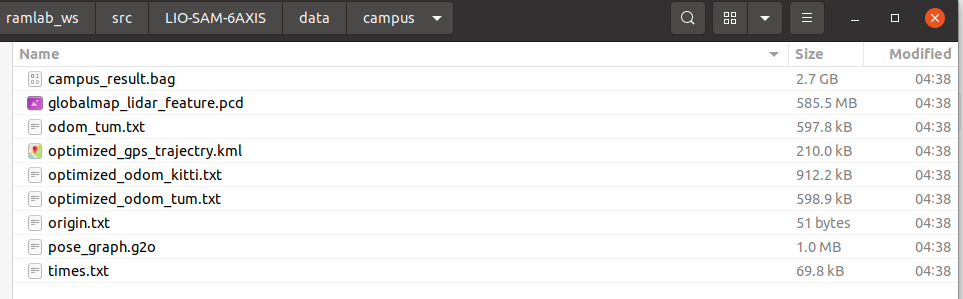 ramlab_ws src LIO-SAM-6AXIS data campus
Name Size Modified
campus_result.bag 2.7 GB 04:38
globalmap_lidar_feature.pcd 585.5 MB 04:38
odom_tum.txt 597.8 kB 04:38
optimized_gps_trajectry.kml 210.0 kB 04:38
optimized_odom_kitti.txt 912.2 kB 04:38
optimized_odom_tum.txt 598.9 kB 04:38
origin.txt 51 bytes 04:38
pose_graph.g2o 1.0 MB 04:38
times.txt 69.8 kB 04:38